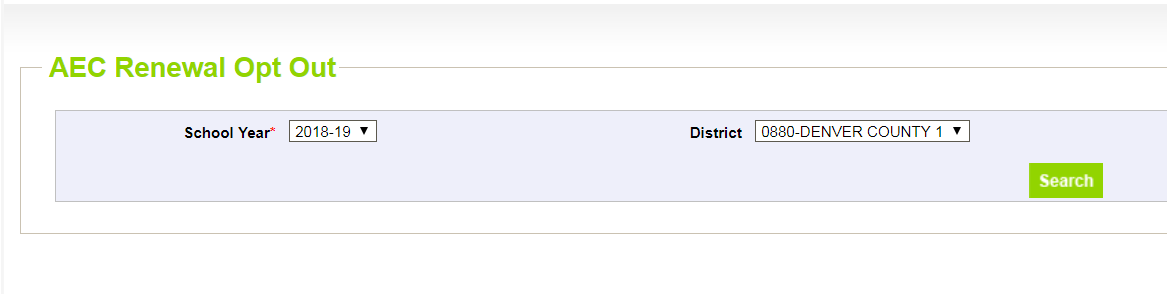 AEC Renewal Opt Out
School Year* 2018-19 District 0880-DENVER COUNTY 1
Search